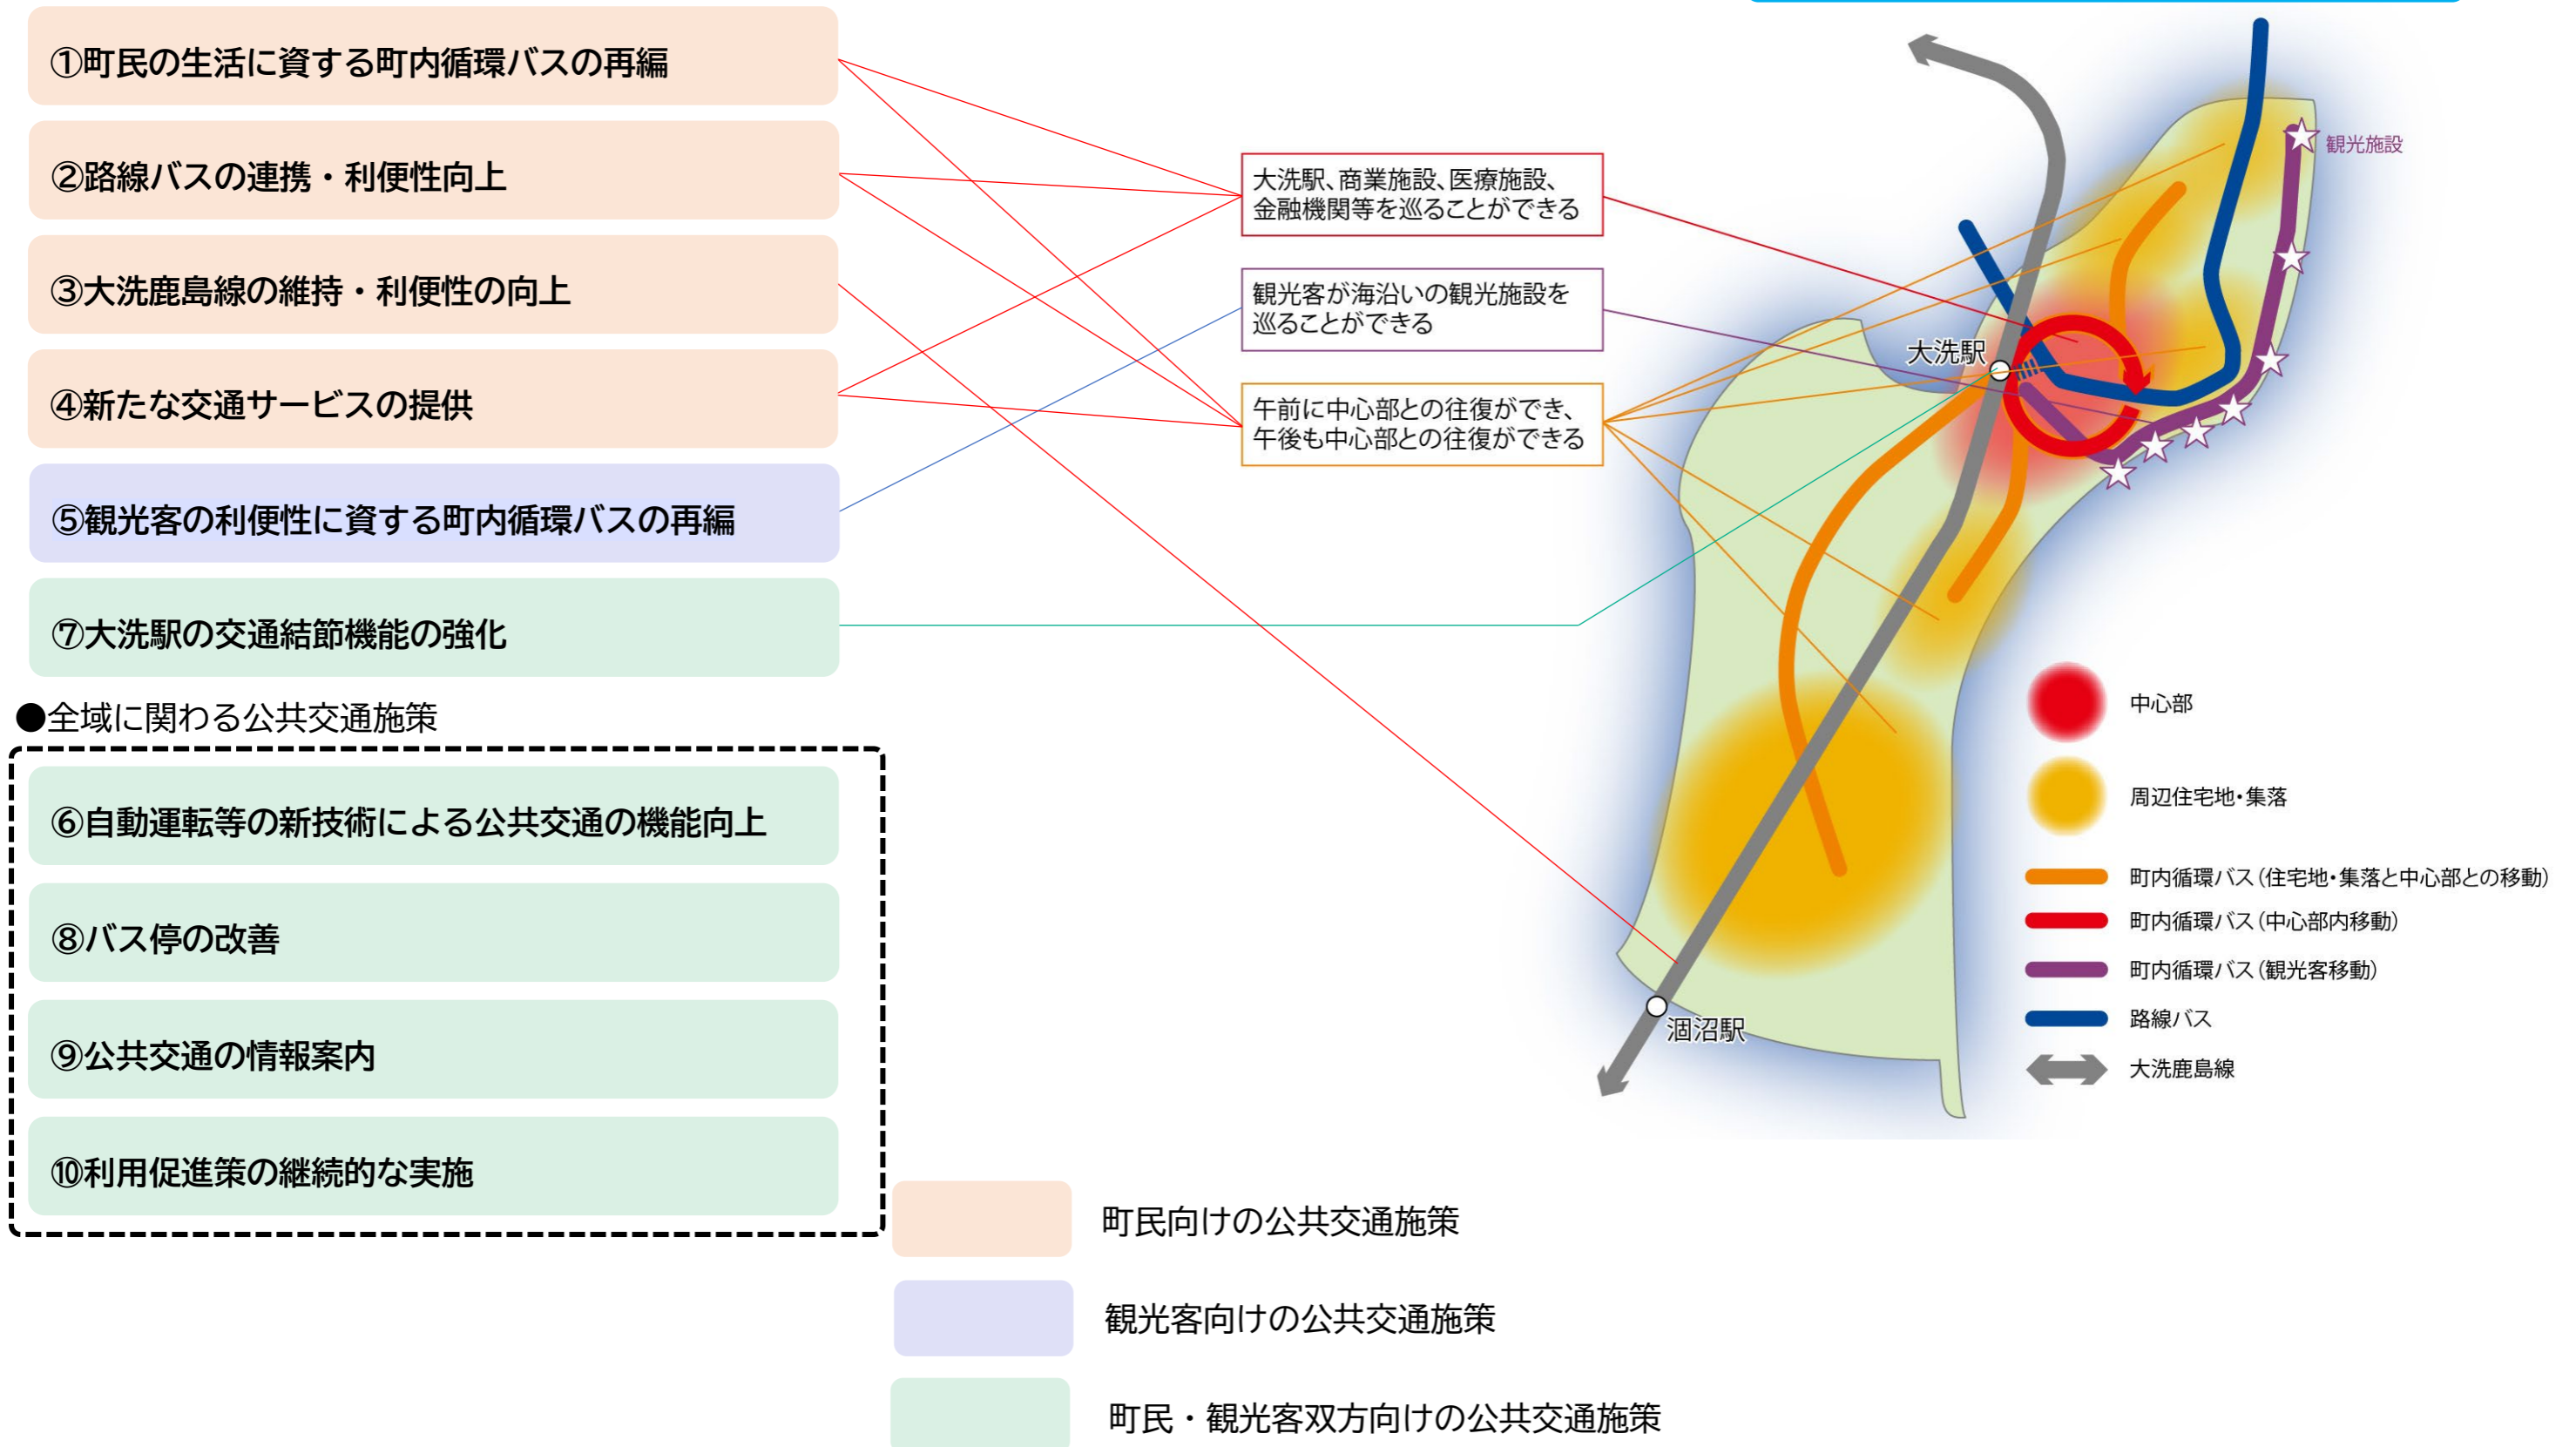 ①町民の生活に資する町内循環バスの再編
②路線バスの連携・利便性向上
③大洗鹿島線の維持・利便性の向上
④新たな交通サービスの提供
⑤観光客の利便性に資する町内循環バスの再編
⑦大洗駅の交通結節機能の強化
●全域に関わる公共交通施策
⑥自動運転等の新技術による公共交通の機能向上
⑧バス停の改善
⑨公共交通の情報案内
⑩利用促進策の継続的な実施
大洗駅、商業施設、医療施設、
金融機関等を巡ることができる
観光客が海沿いの観光施設を
巡ることができる
午前に中心部との往復ができ、
午後も中心部との往復ができる
観光施設
大洗駅
涸沼駅
中心部
周辺住宅地・集落
町内循環バス（住宅地・集落と中心部との移動）
町内循環バス（中心部内移動）
町内循環バス（観光客移動）
路線バス
大洗鹿島線
町民向けの公共交通施策
観光客向けの公共交通施策
町民・観光客双方向けの公共交通施策